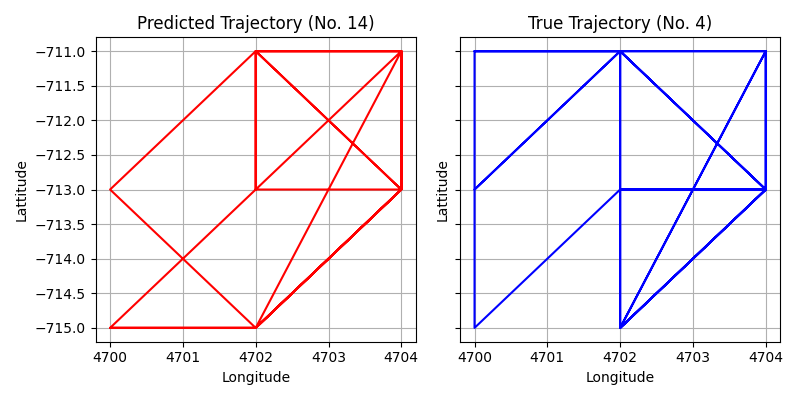 Predicted Trajectory (No. 14)
True Trajectory (No. 4)
−711.0
−711.5
−712.0
−712.5
−713.0
−713.5
−714.0
−714.5
−715.0
Lattitude
Lattitude
4700 4701 4702 4703 4704
4700 4701 4702 4703 4704
Longitude
Longitude